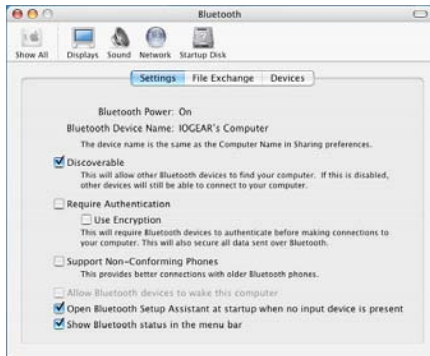 Bluetooth
Show All Displays Sound Network Startup Disk
Settings File Exchange Devices
Bluetooth Power: On
Bluetooth Device Name: IOGEAR's Computer
The device name is the same as the Computer Name in Sharing preferences.
Discoverable
This will allow other Bluetooth devices to find your computer. If this is disabled,
other devices will still be able to connect to your computer.
Require Authentication
Use Encryption
This will require Bluetooth devices to authenticate before making connections to
your computer. This will also secure all data sent over Bluetooth.
Support Non-Conforming Phones
This provides better connections with older Bluetooth phones.
Allow Bluetooth devices to wake this computer
Open Bluetooth Setup Assistant at startup when no input device is present
Show Bluetooth status in the menu bar